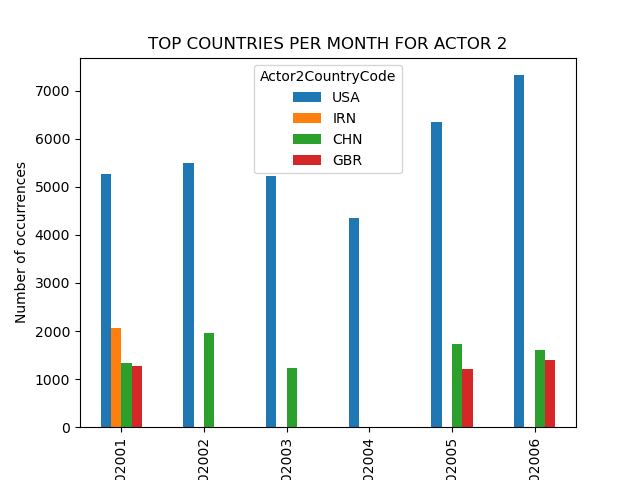 TOP COUNTRIES PER MONTH FOR ACTOR 2
Actor2CountryCode
USA
IRN
CHN
GBR
Number of occurrences
7000
6000
5000
4000
3000
2000
1000
0
02001
02002
02003
02004
02005
02006